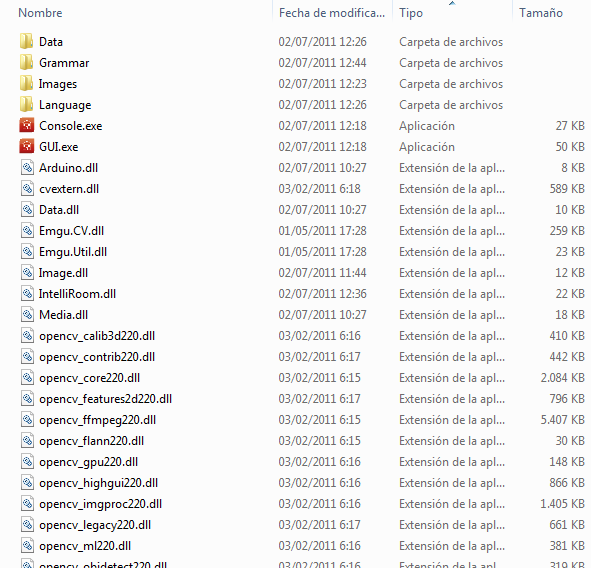 Nombre Fecha de modifica... Tipo Tamaño
Data 02/07/2011 12:26 Carpeta de archivos
Grammar 02/07/2011 12:44 Carpeta de archivos
Images 02/07/2011 12:23 Carpeta de archivos
Language 02/07/2011 12:26 Carpeta de archivos
Console.exe 02/07/2011 12:18 Aplicación 27 KB
GUI.exe 02/07/2011 12:18 Aplicación 50 KB
Arduino.dll 02/07/2011 10:27 Extensión de la apl... 8 KB
cvextern.dll 03/02/2011 6:18 Extensión de la apl... 589 KB
Data.dll 02/07/2011 10:27 Extensión de la apl... 10 KB
Emgu.CV.dll 01/05/2011 17:28 Extensión de la apl... 259 KB
Emgu.Util.dll 01/05/2011 17:28 Extensión de la apl... 23 KB
Image.dll 02/07/2011 11:44 Extensión de la apl... 12 KB
IntelliRoom.dll 02/07/2011 12:36 Extensión de la apl... 22 KB
Media.dll 02/07/2011 10:27 Extensión de la apl... 18 KB
opencv_calib3d220.dll 03/02/2011 6:16 Extensión de la apl... 410 KB
opencv_contrib220.dll 03/02/2011 6:17 Extensión de la apl... 442 KB
opencv_core220.dll 03/02/2011 6:15 Extensión de la apl... 2.084 KB
opencv_features2d220.dll 03/02/2011 6:17 Extensión de la apl... 796 KB
opencv_ffmpeg220.dll 03/02/2011 6:15 Extensión de la apl... 5.407 KB
opencv_flann220.dll 03/02/2011 6:15 Extensión de la apl... 30 KB
opencv_gpu220.dll 03/02/2011 6:16 Extensión de la apl... 148 KB
opencv_highgui220.dll 03/02/2011 6:16 Extensión de la apl... 866 KB
opencv_imgproc220.dll 03/02/2011 6:16 Extensión de la apl... 1.405 KB
opencv_legacy220.dll 03/02/2011 6:17 Extensión de la apl... 661 KB
opencv_ml220.dll 03/02/2011 6:16 Extensión de la apl... 381 KB
opencv_objdetect220.dll 03/02/2011 6:16 Extensión de la apl... 319 KB